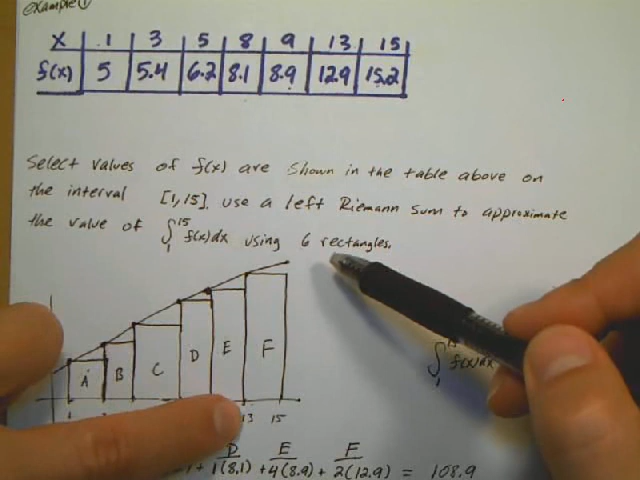 example ①
x 1 3 5 8 9 13 15
f(x) 5 5.4 6.2 8.1 8.9 12.9 15.2
Select values of f(x) are shown in the table above on
the interval [1,15]. use a left Riemann sum to approximate
the value of ∫₁¹⁵ f(x)dx using 6 rectangles.
A B C D E F
∫₁¹⁵ f(x)dx
13 15
D E F
+ 1(8.1) + 4(8.9) + 2(12.9) = 108.9